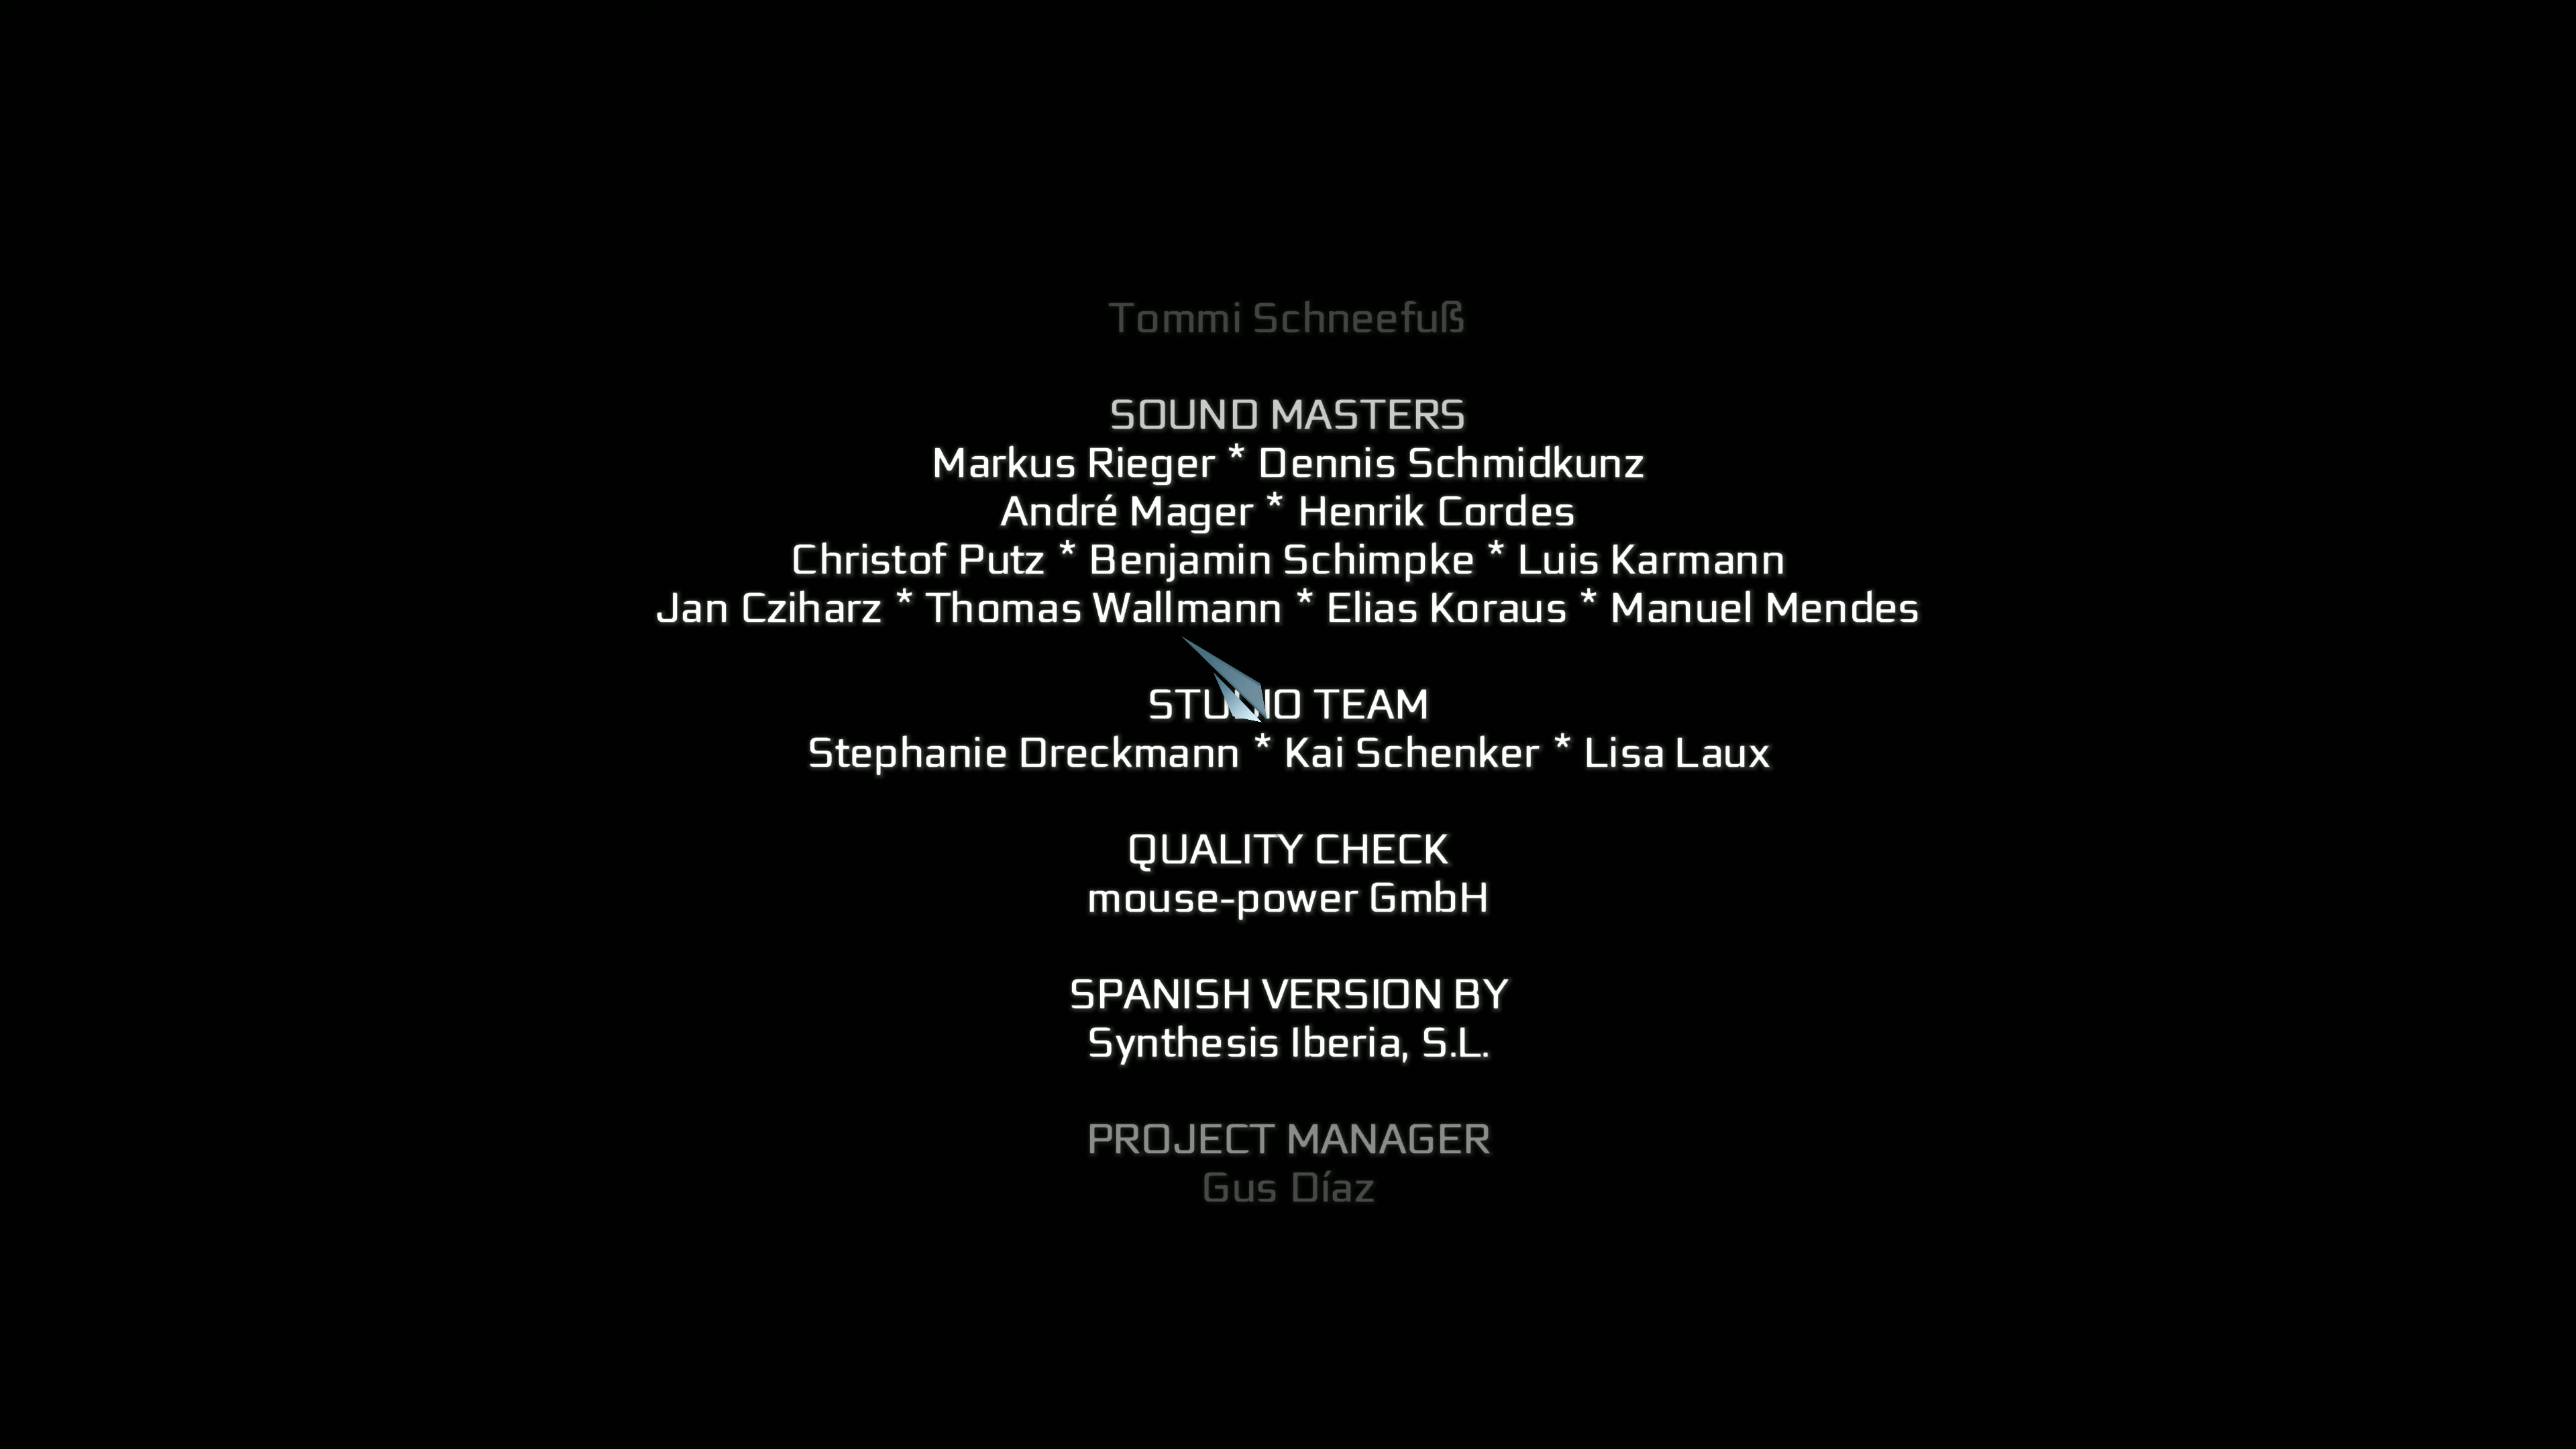 Tommi Schneefuß
SOUND MASTERS
Markus Rieger * Dennis Schmidkunz
André Mager * Henrik Cordes
Christof Putz * Benjamin Schimpke * Luis Karmann
Jan Cziharz * Thomas Wallmann * Elias Koraus * Manuel Mendes
STUDIO TEAM
Stephanie Dreckmann * Kai Schenker * Lisa Laux
QUALITY CHECK
mouse-power GmbH
SPANISH VERSION BY
Synthesis Iberia, S.L.
PROJECT MANAGER
Gus Díaz